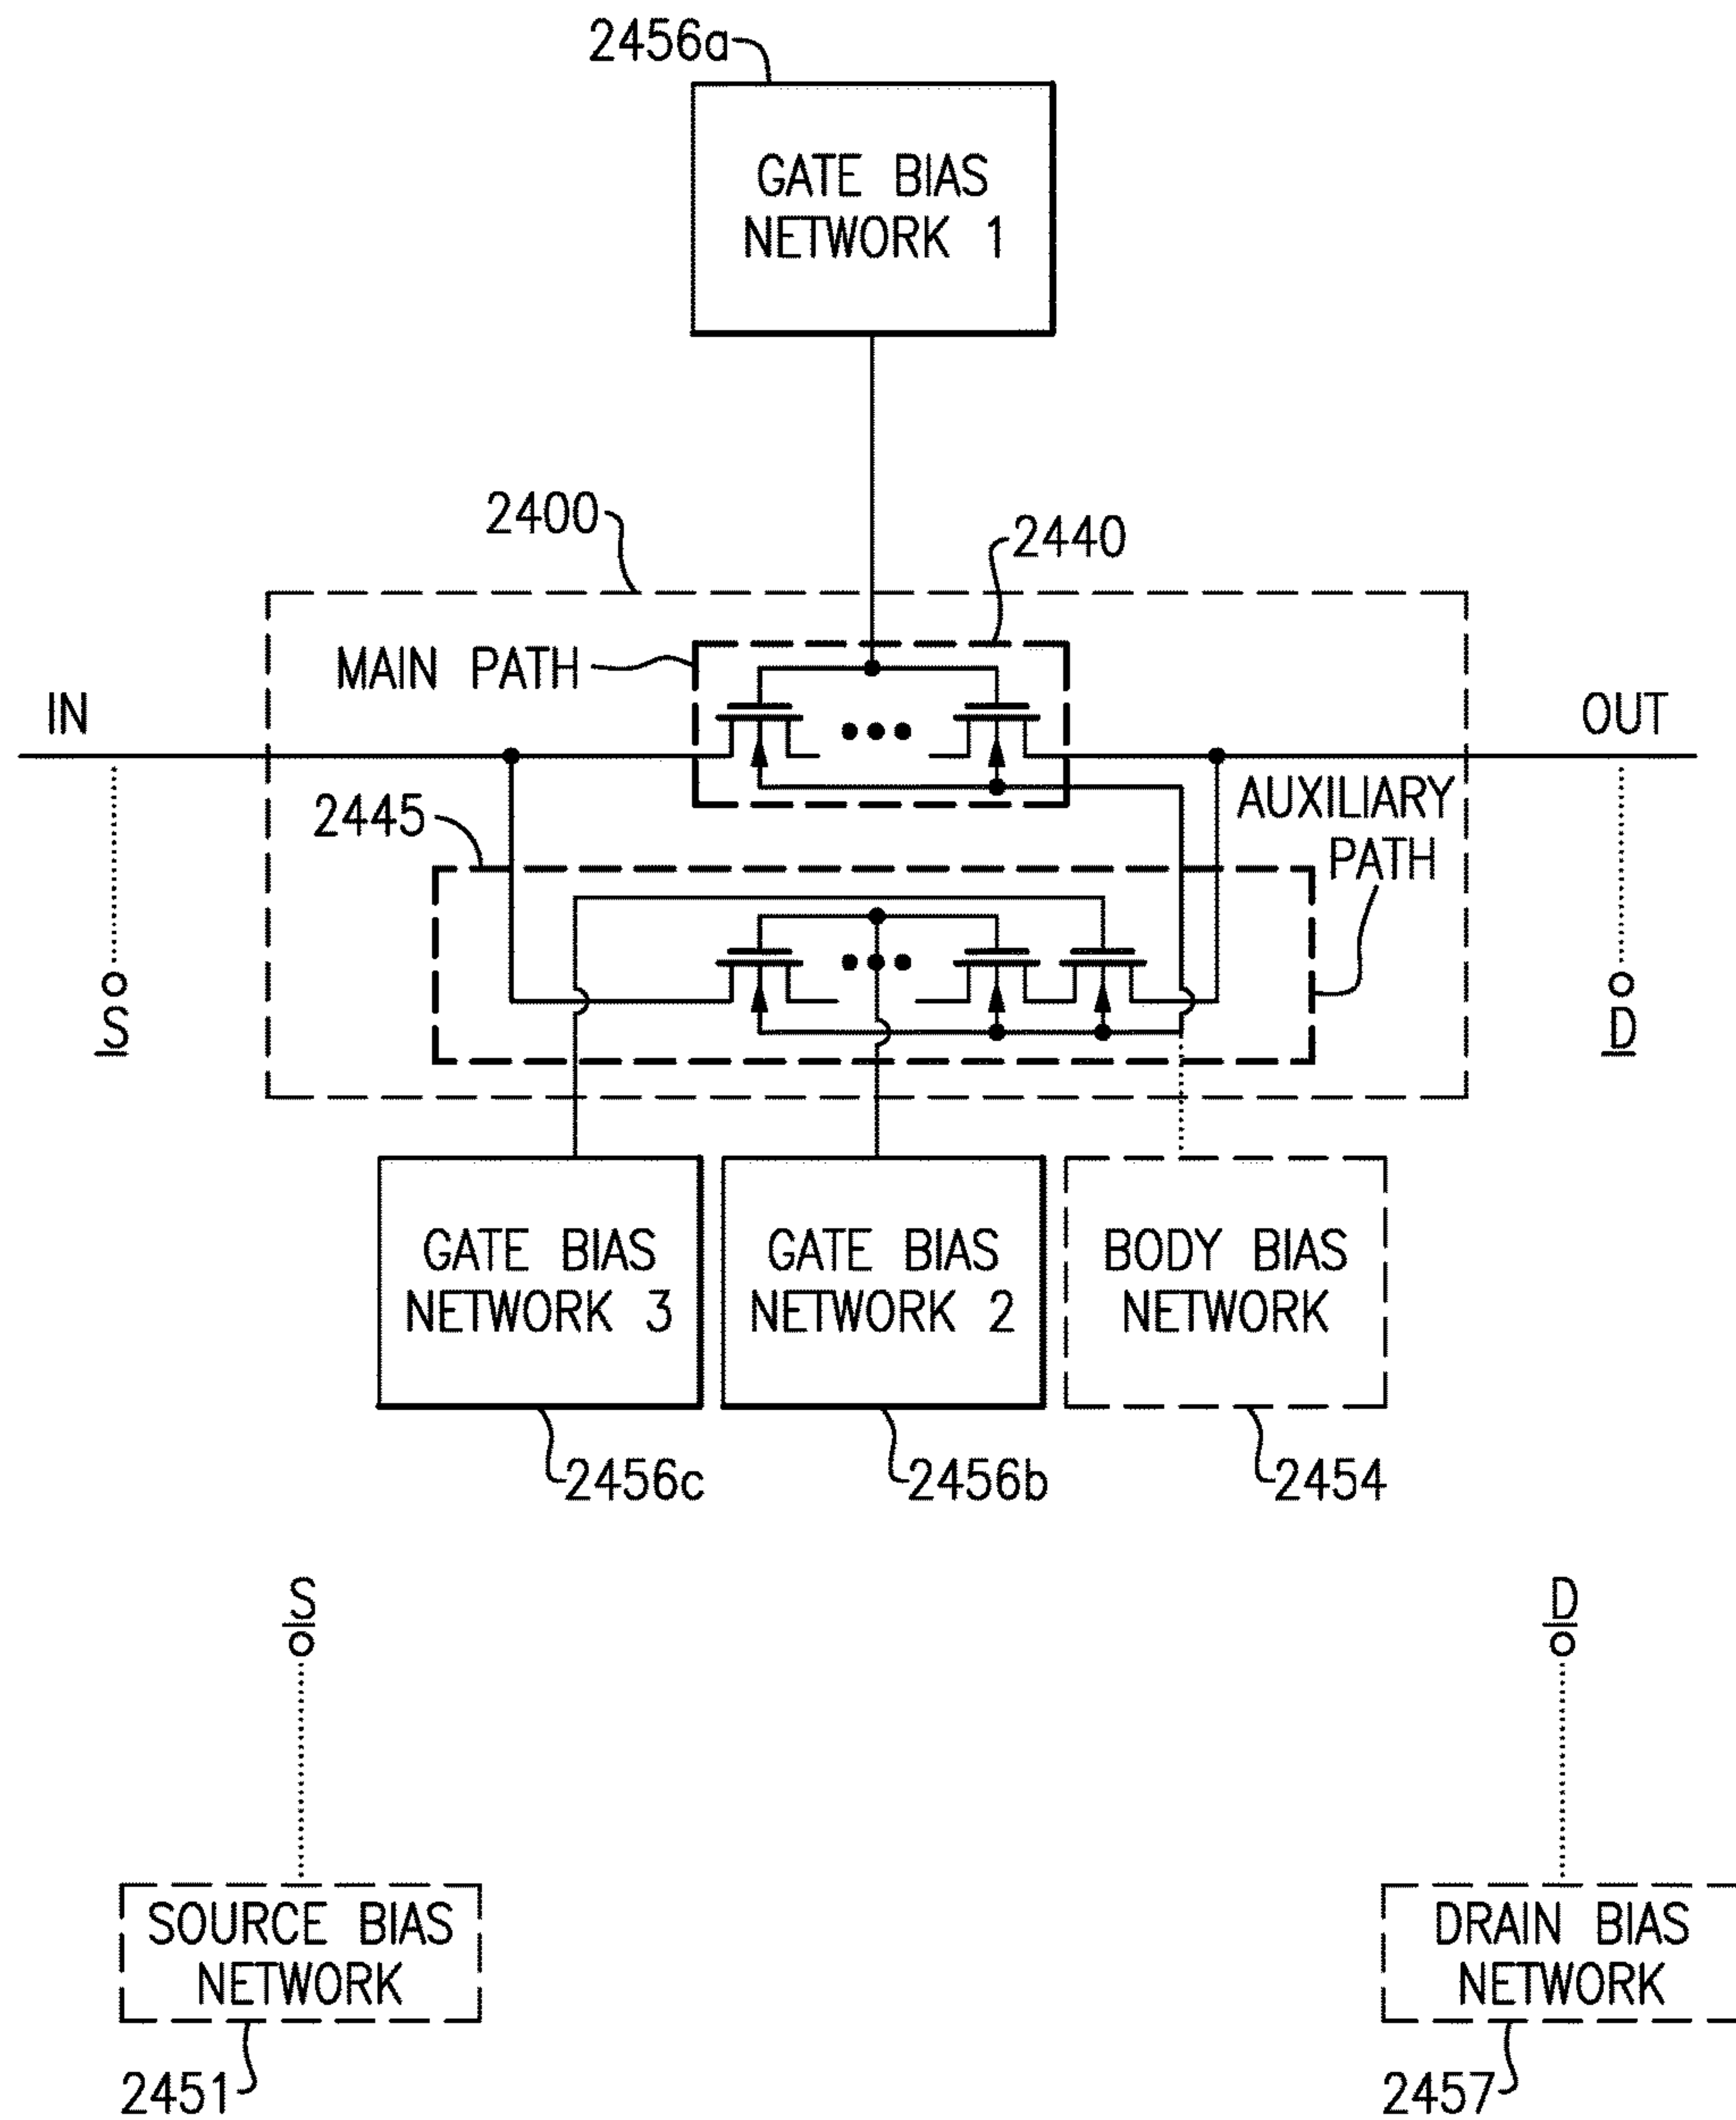 2456a
GATE BIAS
NETWORK 1
2400
2440
MAIN PATH
IN
OUT
2445
AUXILIARY
PATH
S
D
GATE BIAS
NETWORK 3
GATE BIAS
NETWORK 2
BODY BIAS
NETWORK
2456c
2456b
2454
S
D
SOURCE BIAS
NETWORK
DRAIN BIAS
NETWORK
2451
2457